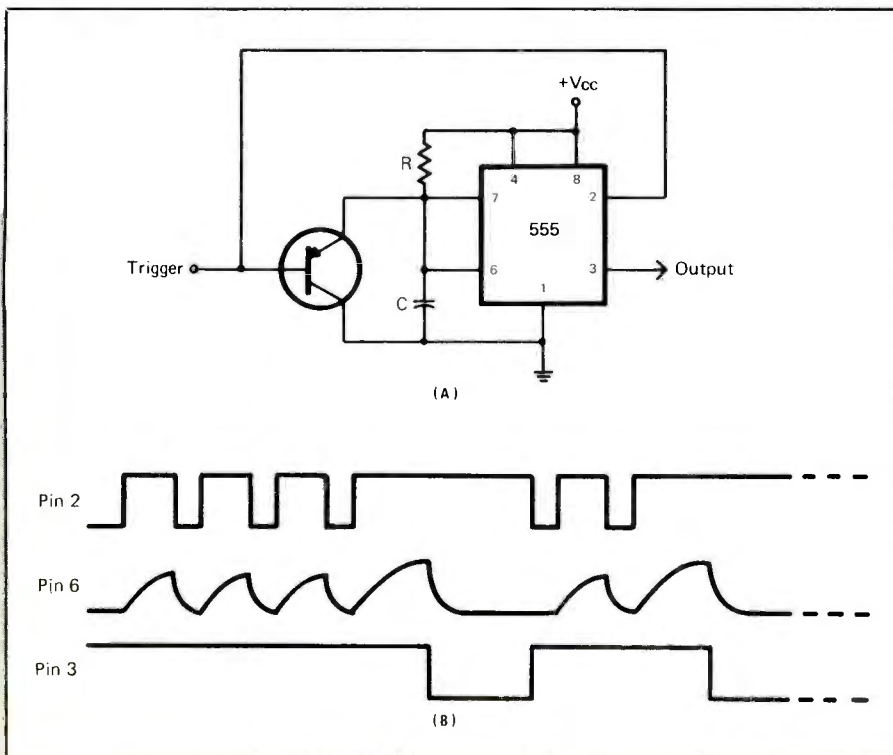 +Vcc
R
4 8
7 2
555
Trigger Output
6 3
1
C
(A)
Pin 2
Pin 6
Pin 3
(B)